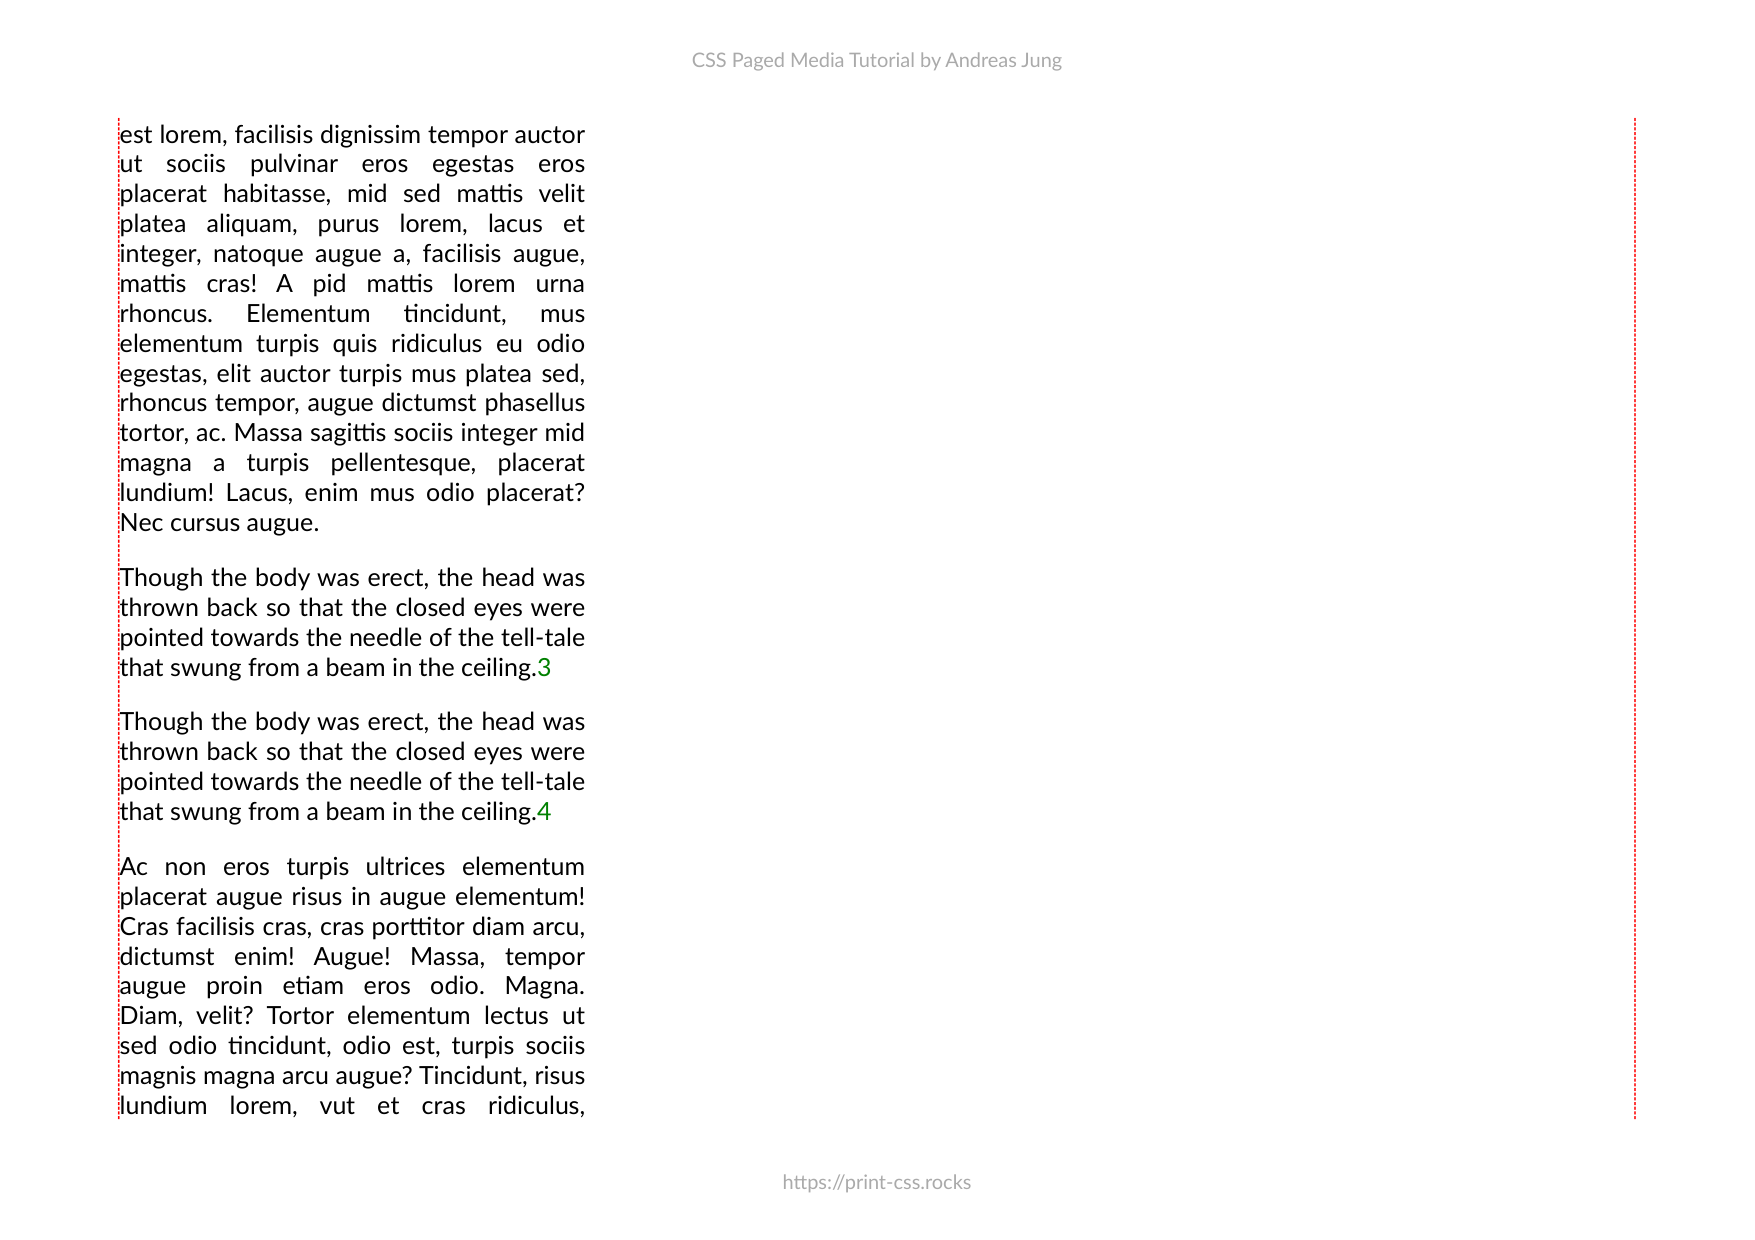 CSS Paged Media Tutorial by Andreas Jung
est lorem, facilisis dignissim tempor auctor
ut sociis pulvinar eros egestas eros
placerat habitasse, mid sed mattis velit
platea aliquam, purus lorem, lacus et
integer, natoque augue a, facilisis augue,
mattis cras! A pid mattis lorem urna
rhoncus. Elementum tincidunt, mus
elementum turpis quis ridiculus eu odio
egestas, elit auctor turpis mus platea sed,
rhoncus tempor, augue dictumst phasellus
tortor, ac. Massa sagittis sociis integer mid
magna a turpis pellentesque, placerat
lundium! Lacus, enim mus odio placerat?
Nec cursus augue.
Though the body was erect, the head was
thrown back so that the closed eyes were
pointed towards the needle of the tell-tale
that swung from a beam in the ceiling.3
Though the body was erect, the head was
thrown back so that the closed eyes were
pointed towards the needle of the tell-tale
that swung from a beam in the ceiling.4
Ac non eros turpis ultrices elementum
placerat augue risus in augue elementum!
Cras facilisis cras, cras porttitor diam arcu,
dictumst enim! Augue! Massa, tempor
augue proin etiam eros odio. Magna.
Diam, velit? Tortor elementum lectus ut
sed odio tincidunt, odio est, turpis sociis
magnis magna arcu augue? Tincidunt, risus
lundium lorem, vut et cras ridiculus,
https://print-css.rocks